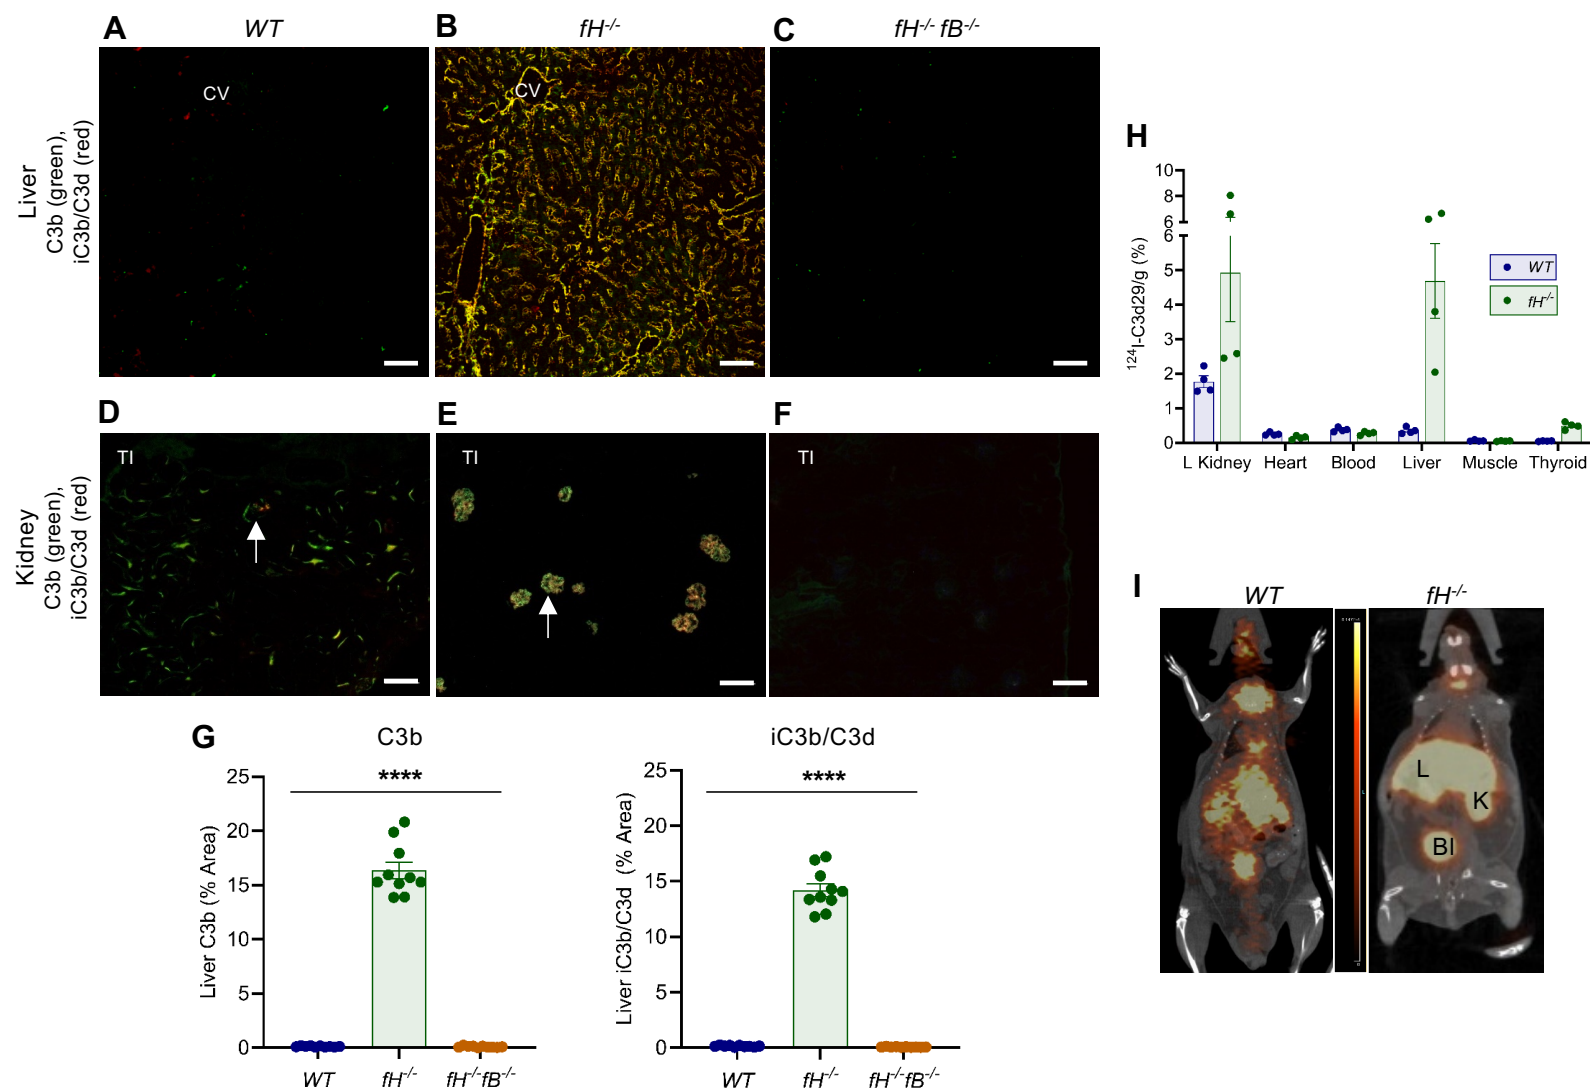 A WT
B fH-/-
C fH-/- fB-/-
Liver
C3b (green),
iC3b/C3d (red)
CV
CV
D
E
F
Kidney
C3b (green),
iC3b/C3d (red)
TI
TI
G
C3b
****
Liver C3b (% Area)
25
20
15
10
5
0
WT fH-/- fH-/-fB-/-
iC3b/C3d
****
Liver iC3b/C3d (% Area)
25
20
15
10
5
0
WT fH-/- fH-/-fB-/-
H
124I-C3d29/g (%)
10
8
6
6
5
4
3
2
1
0
L Kidney Heart Blood Liver Muscle Thyroid
WT
fH-/-
I
WT fH-/-
L
K
Bl